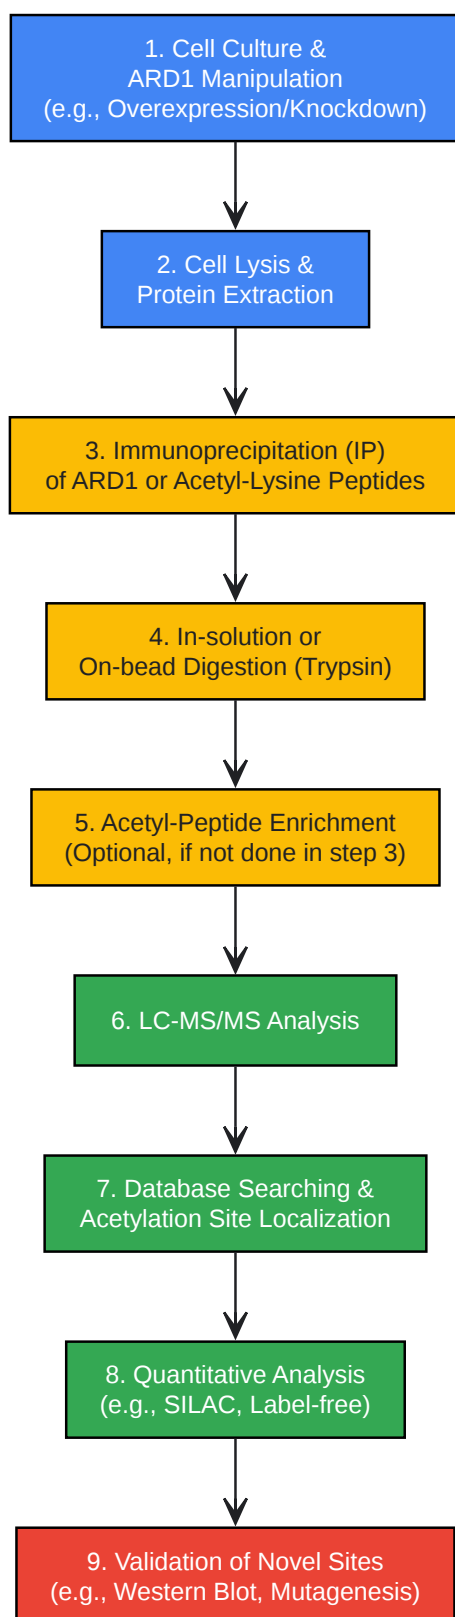 1. Cell Culture &
ARD1 Manipulation
(e.g., Overexpression/Knockdown)
2. Cell Lysis &
Protein Extraction
3. Immunoprecipitation (IP)
of ARD1 or Acetyl-Lysine Peptides
4. In-solution or
On-bead Digestion (Trypsin)
5. Acetyl-Peptide Enrichment
(Optional, if not done in step 3)
6. LC-MS/MS Analysis
7. Database Searching &
Acetylation Site Localization
8. Quantitative Analysis
(e.g., SILAC, Label-free)
9. Validation of Novel Sites
(e.g., Western Blot, Mutagenesis)